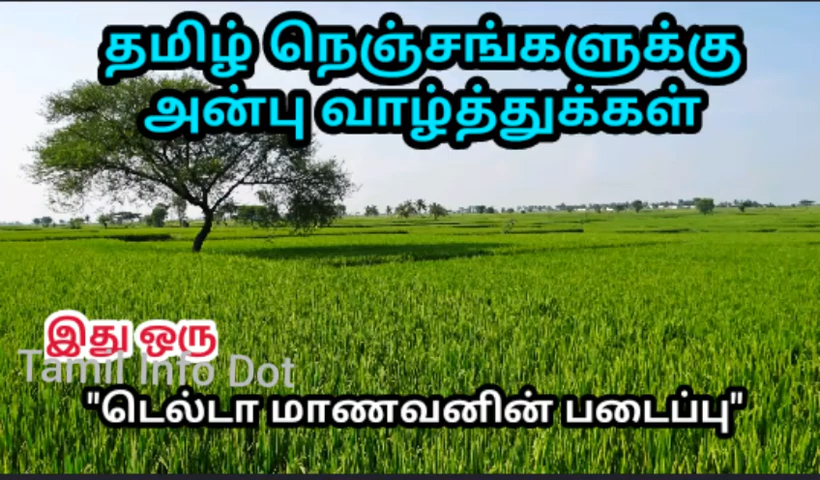 தமிழ் நெஞ்சங்களுக்கு
அன்பு வாழ்த்துக்கள்
இது ஒரு
Tamil Info Dot
"டெல்டா மாணவனின் படைப்பு"